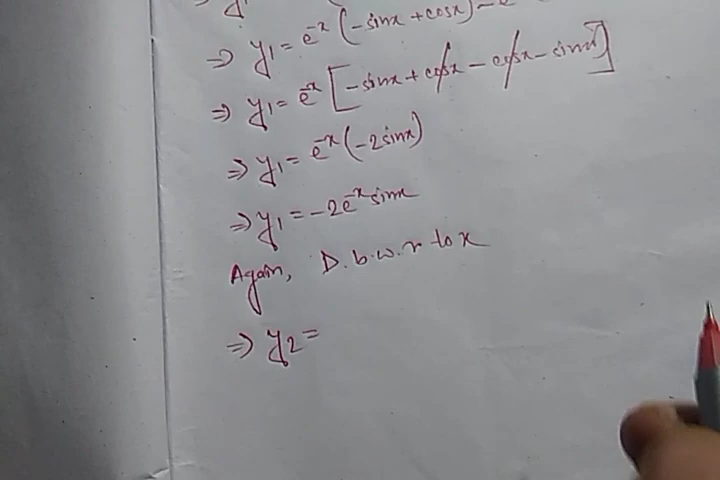 ⇒ y₁ = e⁻ˣ (-sinx + cosx) - e
⇒ y₁ = e⁻ˣ [-sinx + cosx - cosx - sinx]
⇒ y₁ = e⁻ˣ (-2sinx)
⇒ y₁ = -2e⁻ˣ sinx
Again, D.b.w.r to x
⇒ y₂ =